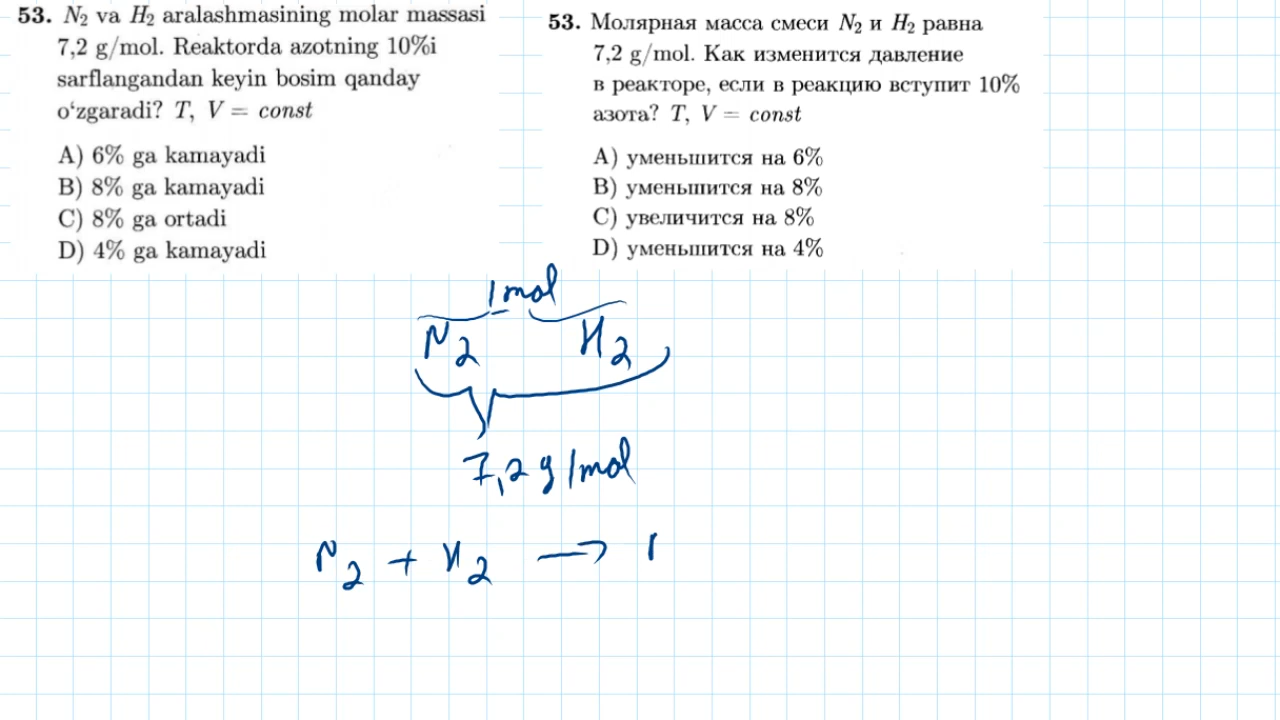 53. N₂ va H₂ aralashmasining molar massasi
7,2 g/mol. Reaktorda azotning 10%i
sarflangandan keyin bosim qanday
o‘zgaradi? T, V = const
A) 6% ga kamayadi
B) 8% ga kamayadi
C) 8% ga ortadi
D) 4% ga kamayadi
53. Молярная масса смеси N₂ и H₂ равна
7,2 g/mol. Как изменится давление
в реакторе, если в реакцию вступит 10%
азота? T, V = const
A) уменьшится на 6%
B) уменьшится на 8%
C) увеличится на 8%
D) уменьшится на 4%
1mol
N₂ H₂
7,2 g/mol
N₂ + H₂ →